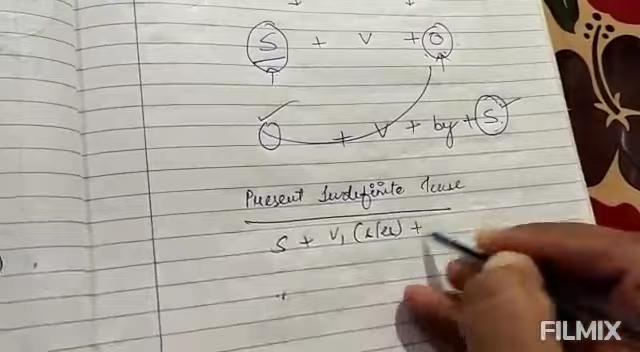 S + V + O
O + V + by + S
Present Indefinite Tense
S + V₁ (s/es) +
FILMIX